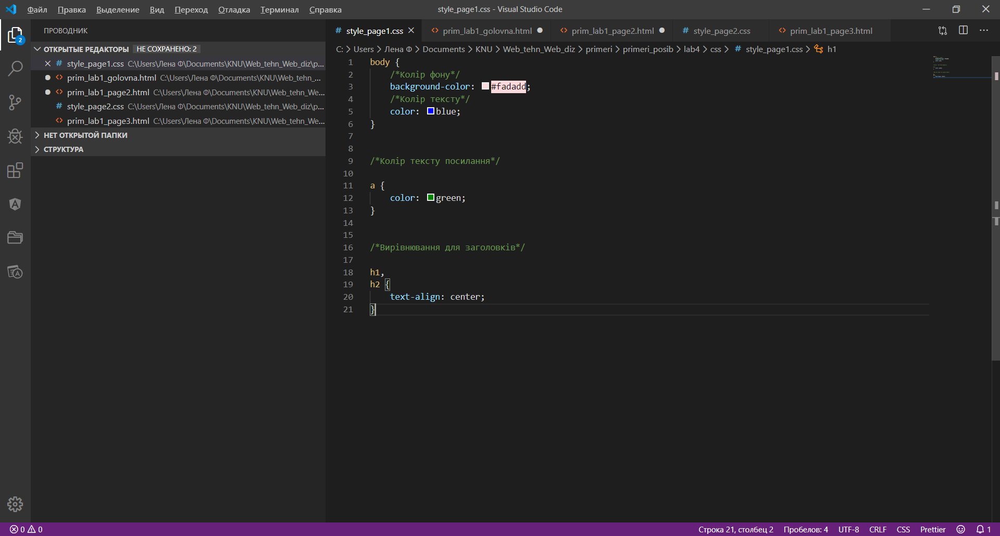 Файл Правка Выделение Вид Переход Отладка Терминал Справка style_page1.css - Visual Studio Code
2
ПРОВОДНИК
ОТКРЫТЫЕ РЕДАКТОРЫ НЕ СОХРАНЕНО: 2
style_page1.css C:\Users\Лена Ф\Documents\KNU\Web_tehn_Web_diz\p...
prim_lab1_golovna.html C:\Users\Лена Ф\Documents\KNU\Web_tehn_...
prim_lab1_page2.html C:\Users\Лена Ф\Documents\KNU\Web_tehn_We...
style_page2.css C:\Users\Лена Ф\Documents\KNU\Web_tehn_Web_diz\p...
prim_lab1_page3.html C:\Users\Лена Ф\Documents\KNU\Web_tehn_We...
НЕТ ОТКРЫТОЙ ПАПКИ
СТРУКТУРА
style_page1.css prim_lab1_golovna.html prim_lab1_page2.html style_page2.css prim_lab1_page3.html
C: > Users > Лена Ф > Documents > KNU > Web_tehn_Web_diz > primeri > primeri_posib > lab4 > css > # style_page1.css > h1
1 body {
2 /*Колір фону*/
3 background-color: #fadadd;
4 /*Колір тексту*/
5 color: blue;
6 }
7
8
9 /*Колір тексту посилання*/
10
11 a {
12 color: green;
13 }
14
15
16 /*Вирівнювання для заголовків*/
17
18 h1,
19 h2 {
20 text-align: center;
21 }
0 0 Строка 21, столбец 2 Пробелов: 4 UTF-8 CRLF CSS Prettier 1